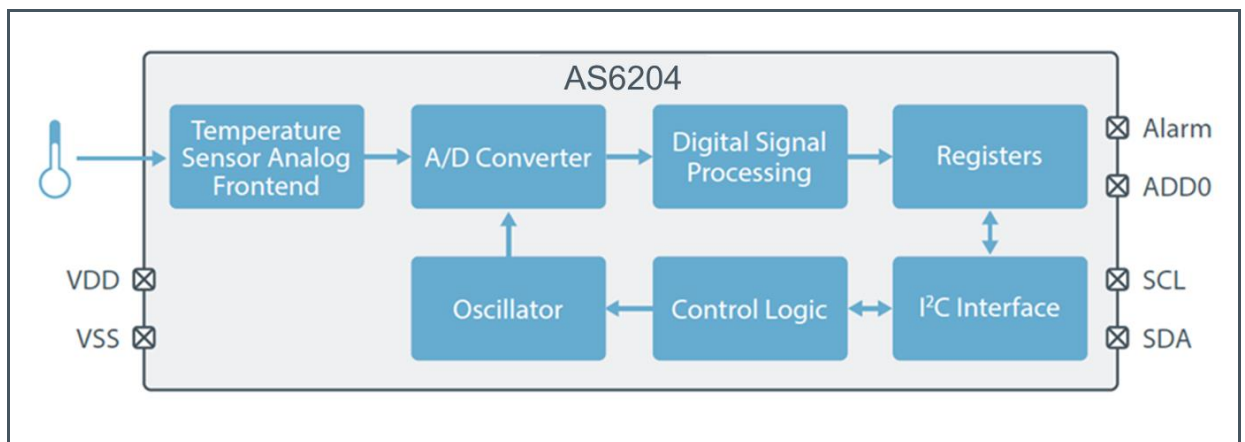 AS6204
Temperature
Sensor Analog
Frontend
A/D Converter
Digital Signal
Processing
Registers
Alarm
ADD0
VDD
VSS
Oscillator
Control Logic
I²C Interface
SCL
SDA